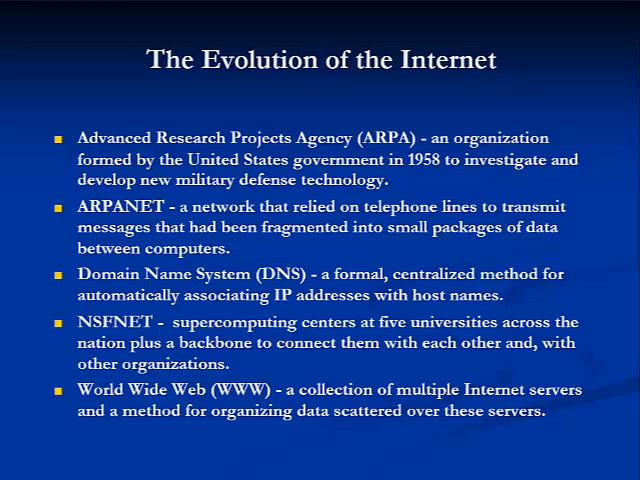 The Evolution of the Internet
■ Advanced Research Projects Agency (ARPA) - an organization
formed by the United States government in 1958 to investigate and
develop new military defense technology.
■ ARPANET - a network that relied on telephone lines to transmit
messages that had been fragmented into small packages of data
between computers.
■ Domain Name System (DNS) - a formal, centralized method for
automatically associating IP addresses with host names.
■ NSFNET -  supercomputing centers at five universities across the
nation plus a backbone to connect them with each other and, with
other organizations.
■ World Wide Web (WWW) - a collection of multiple Internet servers
and a method for organizing data scattered over these servers.